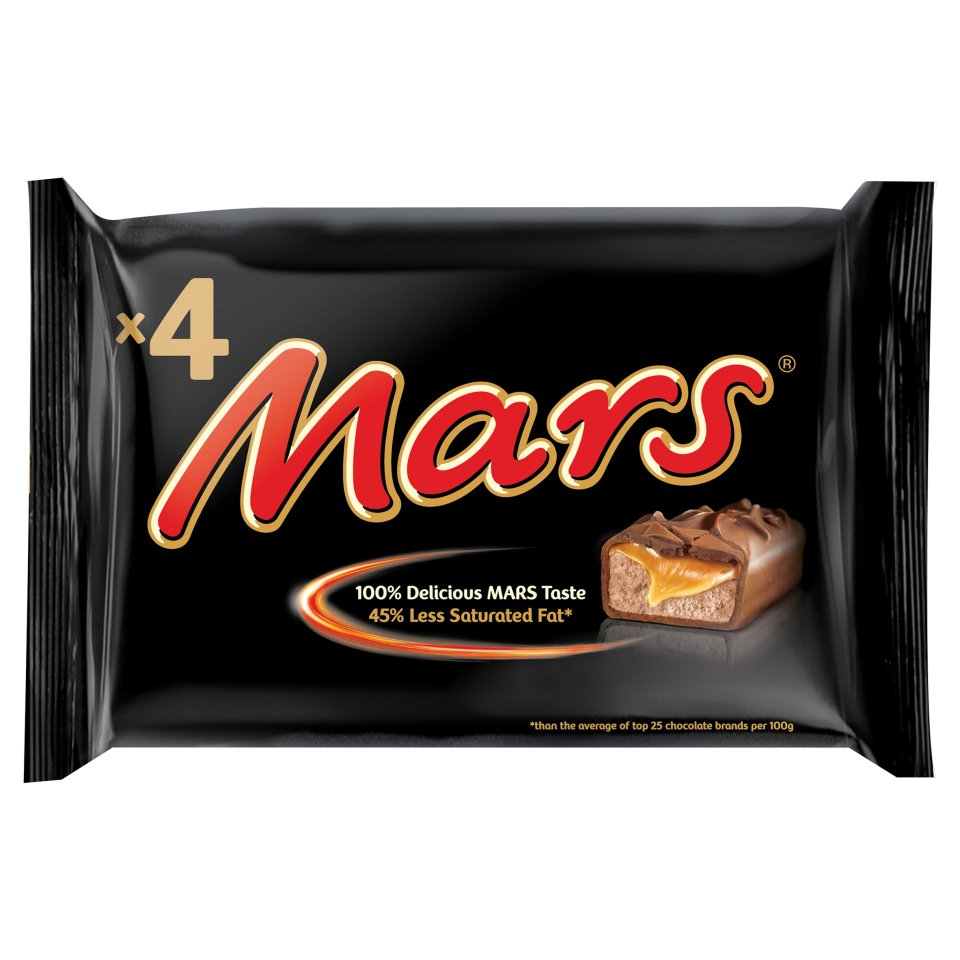 x4
Mars®
100% Delicious MARS Taste
45% Less Saturated Fat*
*than the average of top 25 chocolate brands per 100g